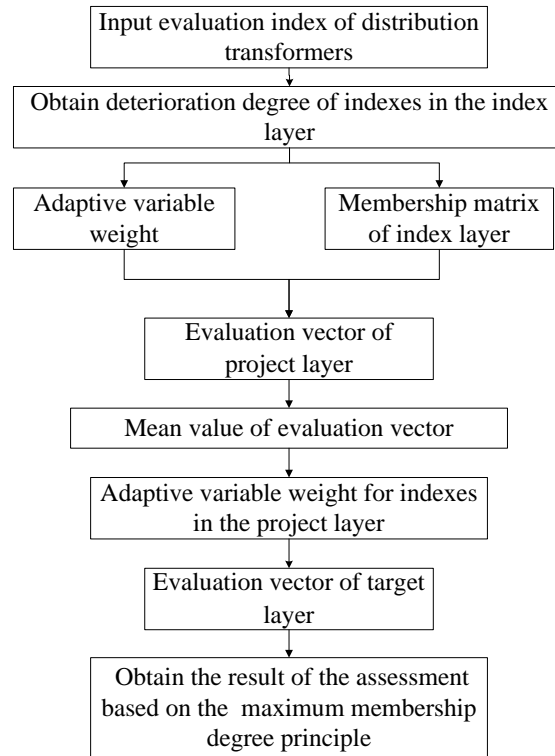 Input evaluation index of distribution
transformers
Obtain deterioration degree of indexes in the index
layer
Adaptive variable
weight
Membership matrix
of index layer
Evaluation vector of
project layer
Mean value of evaluation vector
Adaptive variable weight for indexes
in the project layer
Evaluation vector of target
layer
Obtain the result of the assessment
based on the maximum membership
degree principle